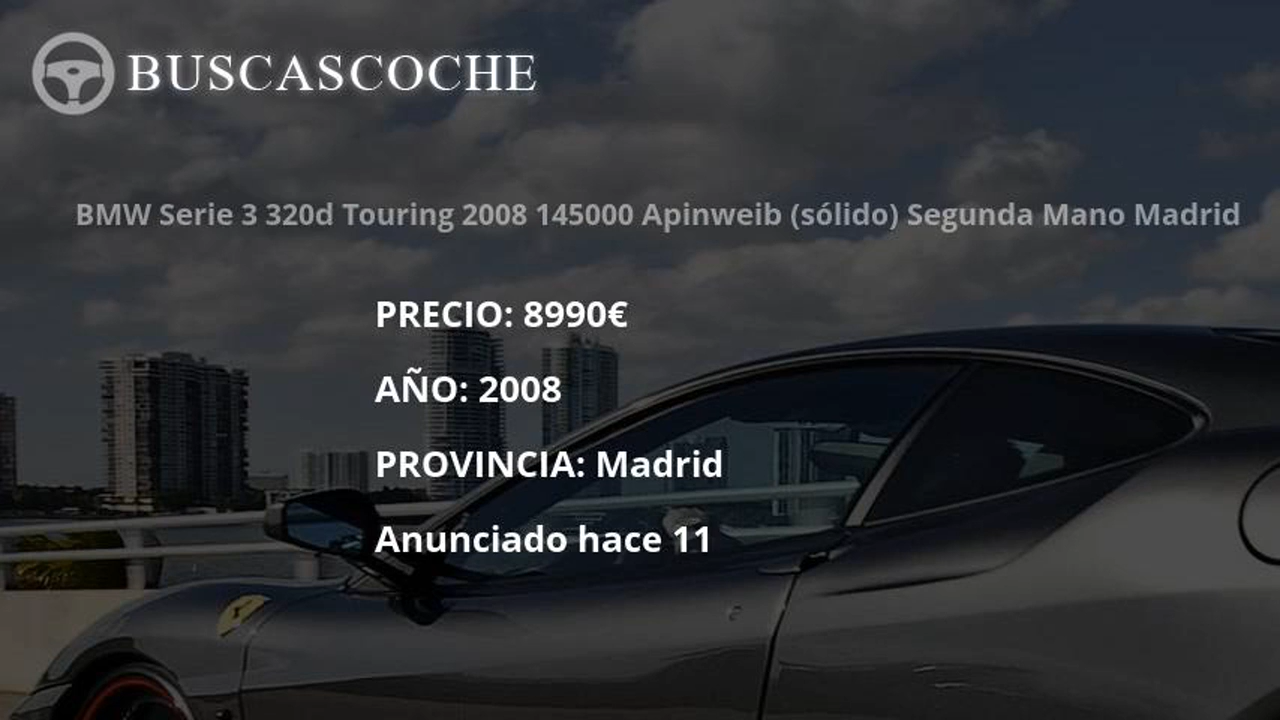 BUSCASCOCHE
BMW Serie 3 320d Touring 2008 145000 Apinweib (sólido) Segunda Mano Madrid
PRECIO: 8990€
AÑO: 2008
PROVINCIA: Madrid
Anunciado hace 11